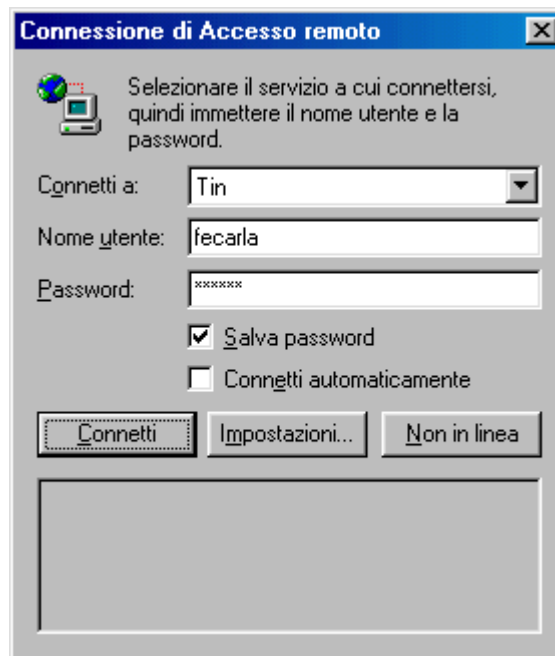 Connessione di Accesso remoto
Selezionare il servizio a cui connettersi,
quindi immettere il nome utente e la
password.
Connetti a: Tin
Nome utente: fecarla
Password: ******
Salva password
Connetti automaticamente
Connetti Impostazioni... Non in linea